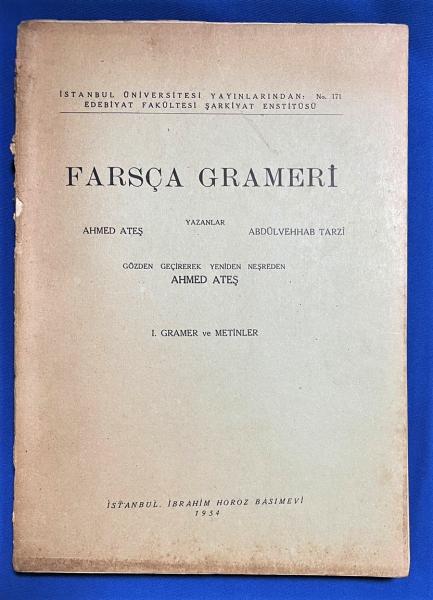 İSTANBUL ÜNİVERSİTESİ YAYINLARINDAN: No. 171
EDEBİYAT FAKÜLTESİ ŞARKİYAT ENSTİTÜSÜ
FARSÇA GRAMERİ
YAZANLAR
AHMED ATEŞ ABDÜLVEHHAB TARZİ
GÖZDEN GEÇİREREK YENİDEN NEŞREDEN
AHMED ATEŞ
I. GRAMER ve METİNLER
İSTANBUL, İBRAHİM HOROZ BASIMEVİ
1954